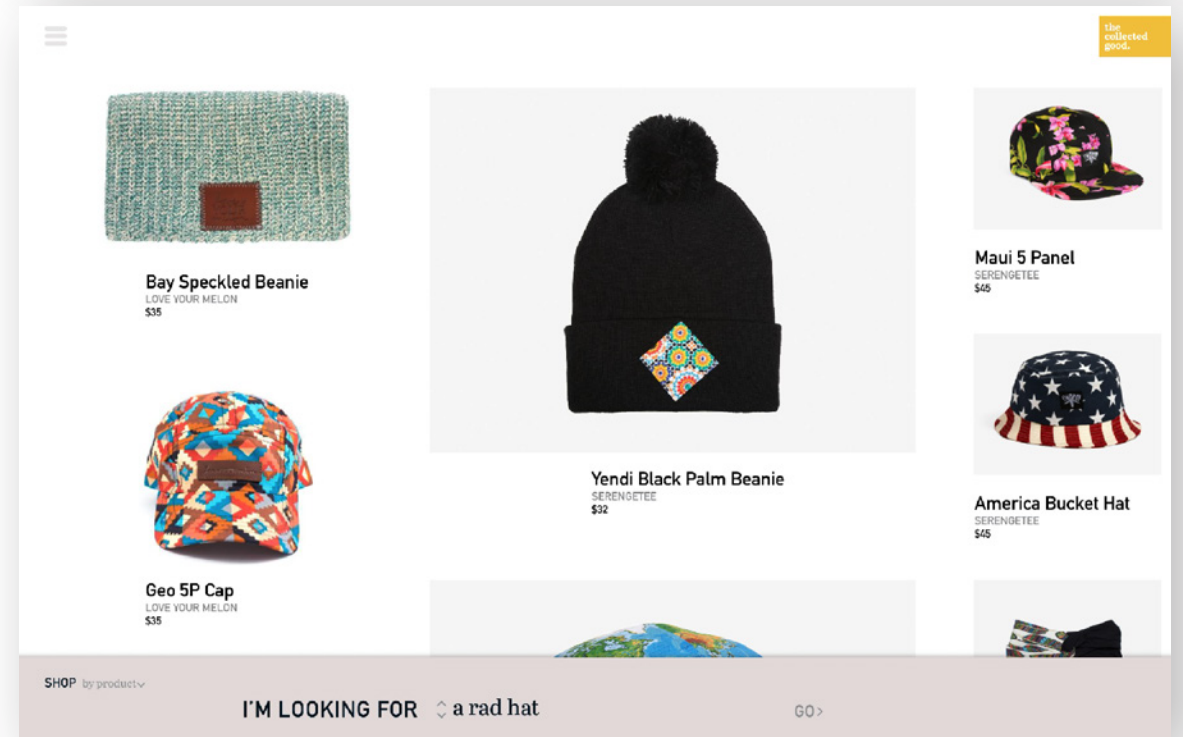 the
collected
good.
Bay Speckled Beanie
LOVE YOUR MELON
$35
Geo 5P Cap
LOVE YOUR MELON
$35
Yendi Black Palm Beanie
SERENGETEE
$32
Maui 5 Panel
SERENGETEE
$45
America Bucket Hat
SERENGETEE
$45
SHOP by product
I'M LOOKING FOR a rad hat
GO >